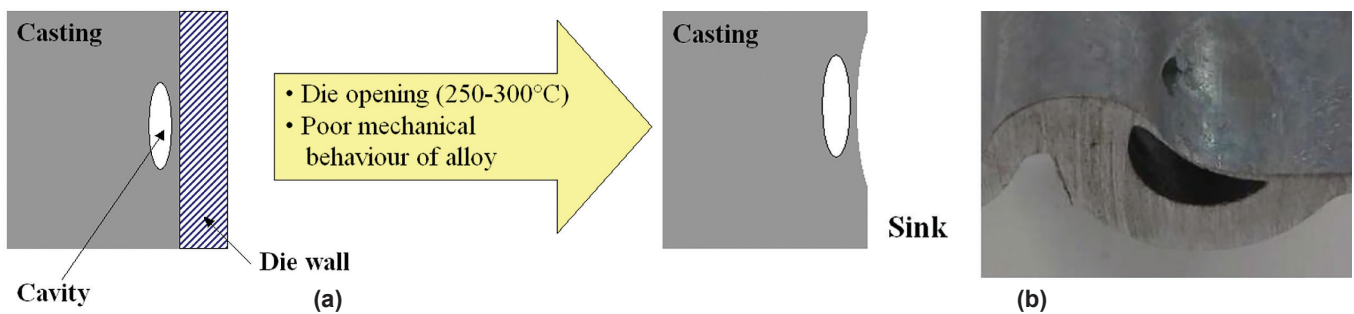 Casting
• Die opening (250-300°C)
• Poor mechanical
behaviour of alloy
Casting
Sink
Die wall
Cavity
(a)
(b)